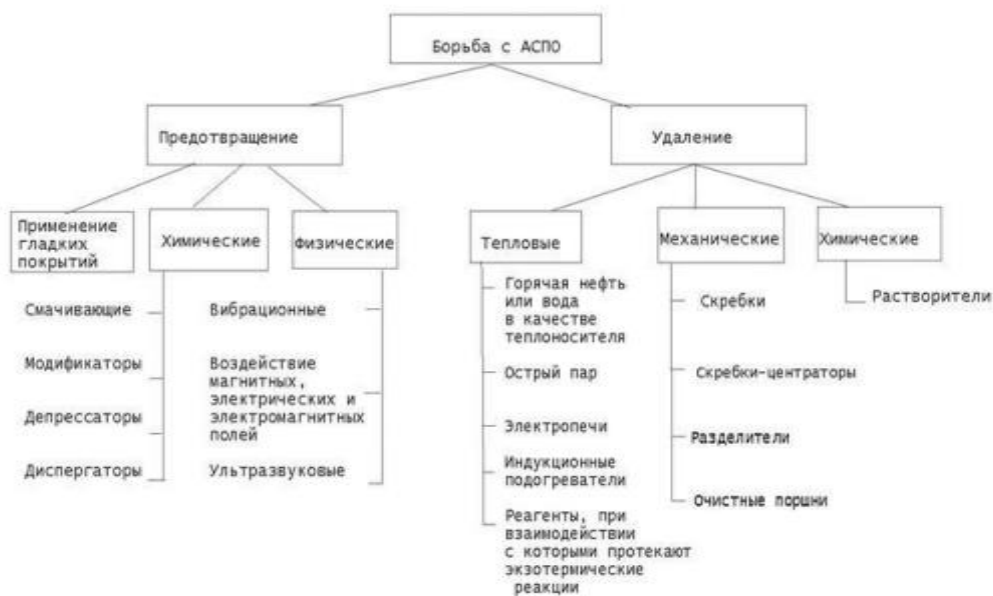 Борьба с АСПО
Предотвращение
Удаление
Применение
гладких
покрытий
Химические
Физические
Тепловые
Механические
Химические
Смачивающие
Модификаторы
Депрессаторы
Диспергаторы
Вибрационные
Воздействие
магнитных,
электрических и
электромагнитных
полей
Ультразвуковые
Горячая нефть
или вода
в качестве
теплоносителя
Острый пар
Электропечи
Индукционные
подогреватели
Реагенты, при
взаимодействии
с которыми протекают
экзотермические
реакции
Скребки
Скребки-центраторы
Разделители
Очистные поршни
Растворители